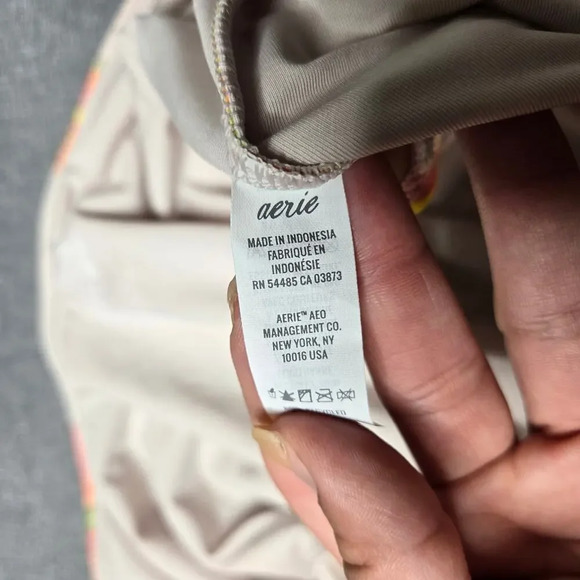 aerie
MADE IN INDONESIA
FABRIQUÉ EN
INDONÉSIE
RN 54485 CA 03873
AERIE™ AEO
MANAGEMENT CO.
NEW YORK, NY
10016 USA